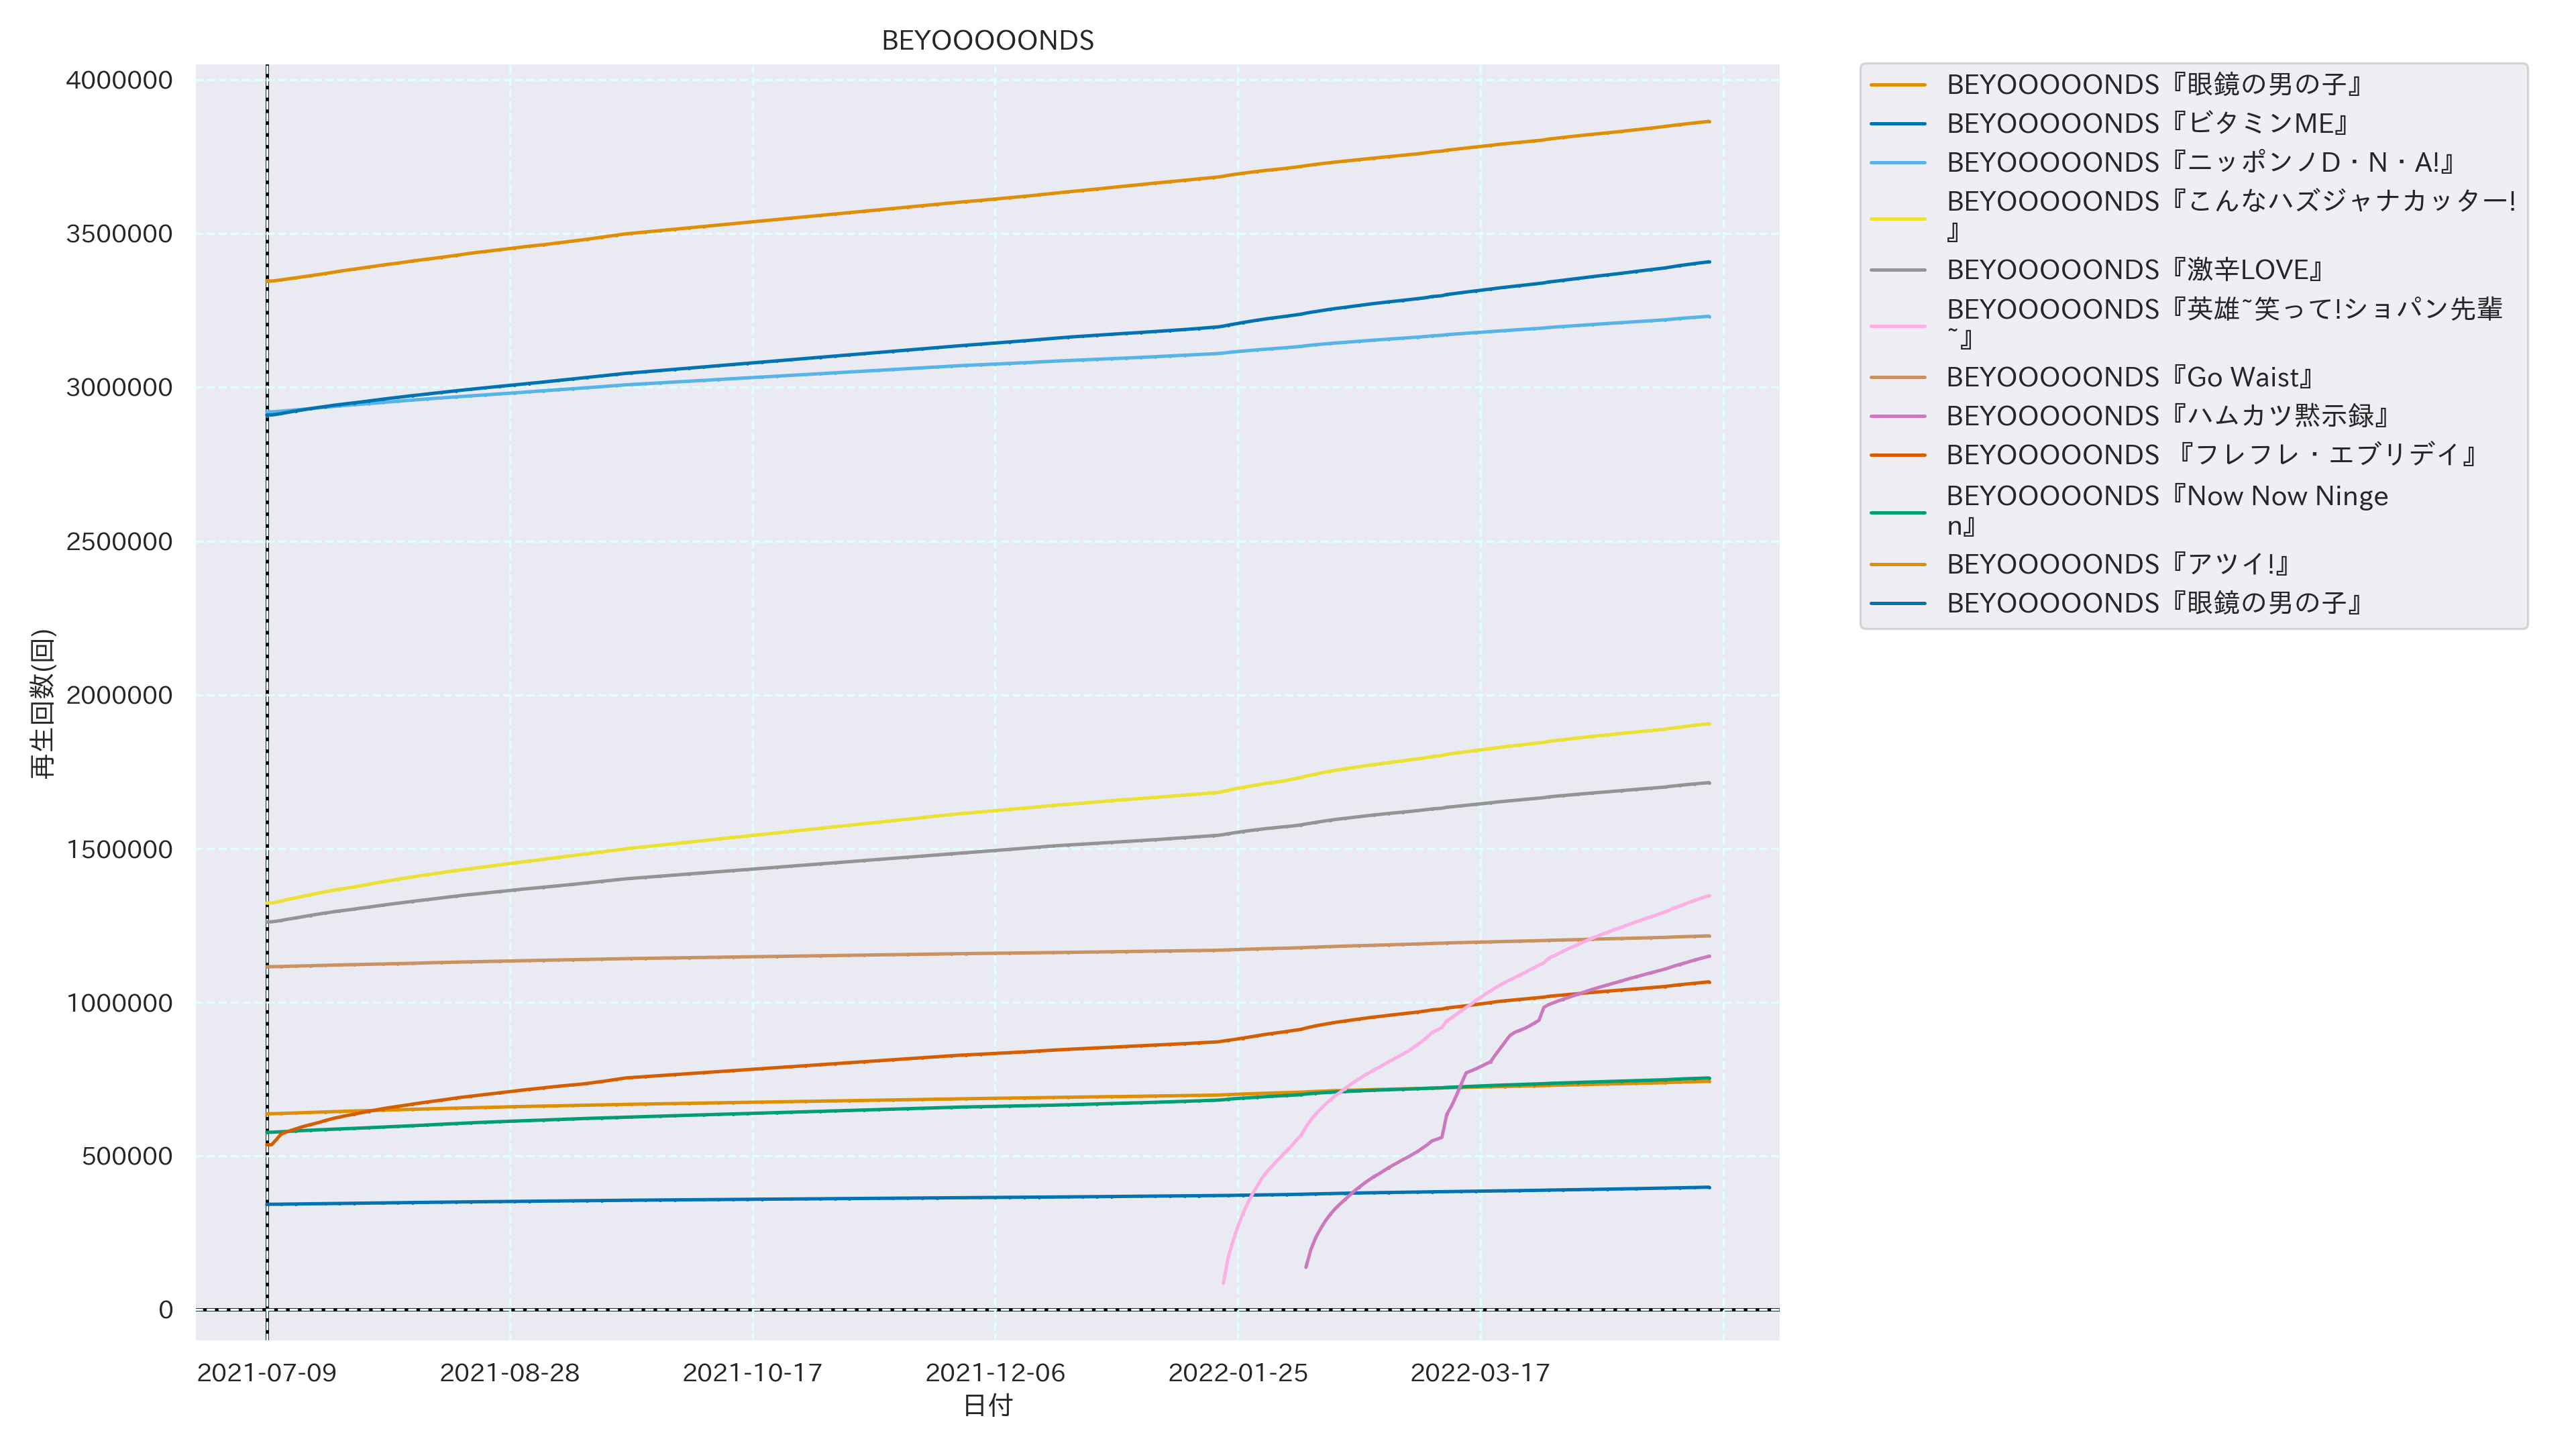 BEYOOOOONDS
4000000
3500000
3000000
2500000
2000000
1500000
1000000
500000
0
再生回数(回)
2021-07-09
2021-08-28
2021-10-17
2021-12-06
2022-01-25
2022-03-17
日付
BEYOOOOONDS『眼鏡の男の子』
BEYOOOOONDS『ビタミンME』
BEYOOOOONDS『ニッポンノD・N・A!』
BEYOOOOONDS『こんなハズジャナカッター!
』
BEYOOOOONDS『激辛LOVE』
BEYOOOOONDS『英雄~笑って!ショパン先輩
~』
BEYOOOOONDS『Go Waist』
BEYOOOOONDS『ハムカツ黙示録』
BEYOOOOONDS 『フレフレ・エブリデイ』
BEYOOOOONDS『Now Now Ninge
n』
BEYOOOOONDS『アツイ!』
BEYOOOOONDS『眼鏡の男の子』